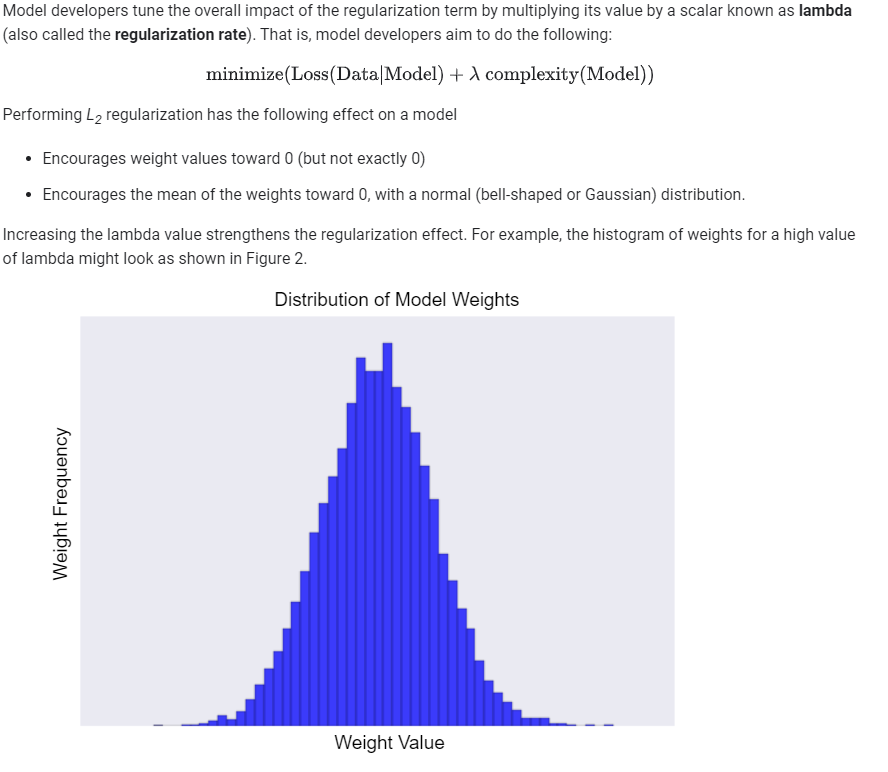 Model developers tune the overall impact of the regularization term by multiplying its value by a scalar known as lambda
(also called the regularization rate). That is, model developers aim to do the following:
minimize(Loss(Data|Model) + λ complexity(Model))
Performing L₂ regularization has the following effect on a model
• Encourages weight values toward 0 (but not exactly 0)
• Encourages the mean of the weights toward 0, with a normal (bell-shaped or Gaussian) distribution.
Increasing the lambda value strengthens the regularization effect. For example, the histogram of weights for a high value
of lambda might look as shown in Figure 2.
Distribution of Model Weights
Weight Frequency
Weight Value